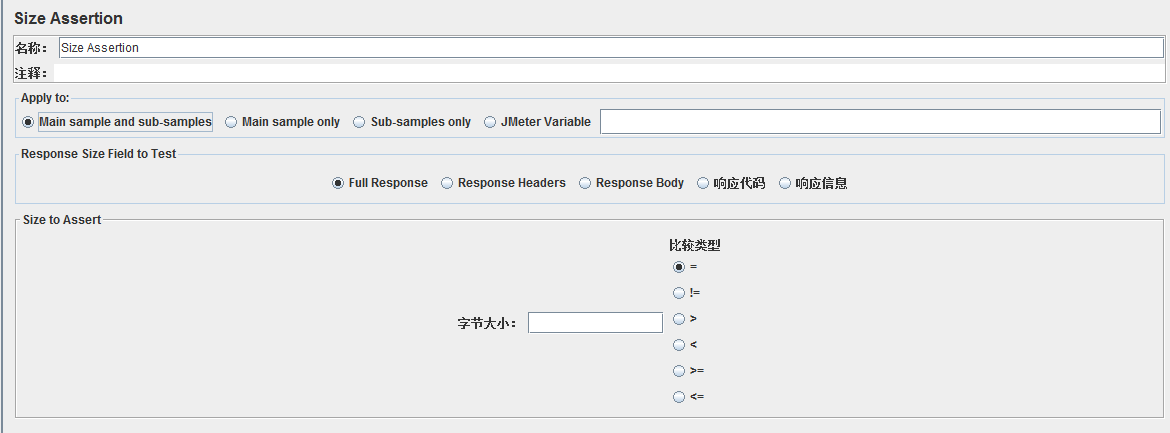 Size Assertion
名称： Size Assertion
注释：
Apply to:
Main sample and sub-samples Main sample only Sub-samples only JMeter Variable
Response Size Field to Test
Full Response Response Headers Response Body 响应代码 响应信息
Size to Assert
比较类型
=
!=
>
字节大小：
<
>=
<=